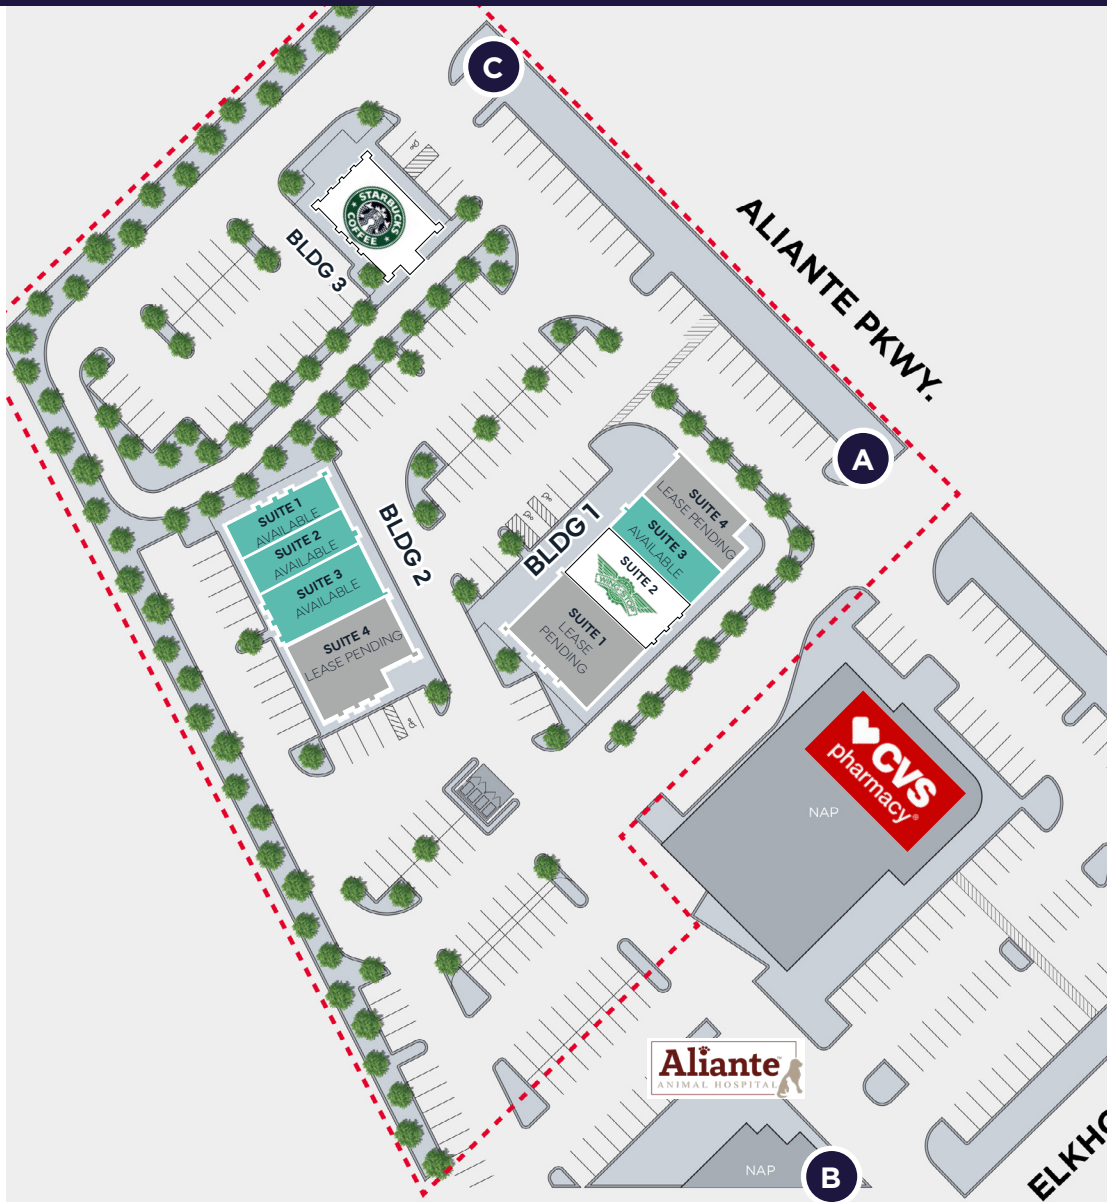 C
STARBUCKS
COFFEE
BLDG 3
ALIANTE PKWY.
A
SUITE 1
AVAILABLE
SUITE 2
AVAILABLE
SUITE 3
AVAILABLE
SUITE 4
LEASE PENDING
BLDG 2
BLDG 1
SUITE 4
LEASE PENDING
SUITE 3
AVAILABLE
SUITE 2
WINGSTOP
SUITE 1
LEASE
PENDING
CVS
pharmacy®
NAP
Aliante™
ANIMAL HOSPITAL
NAP
B